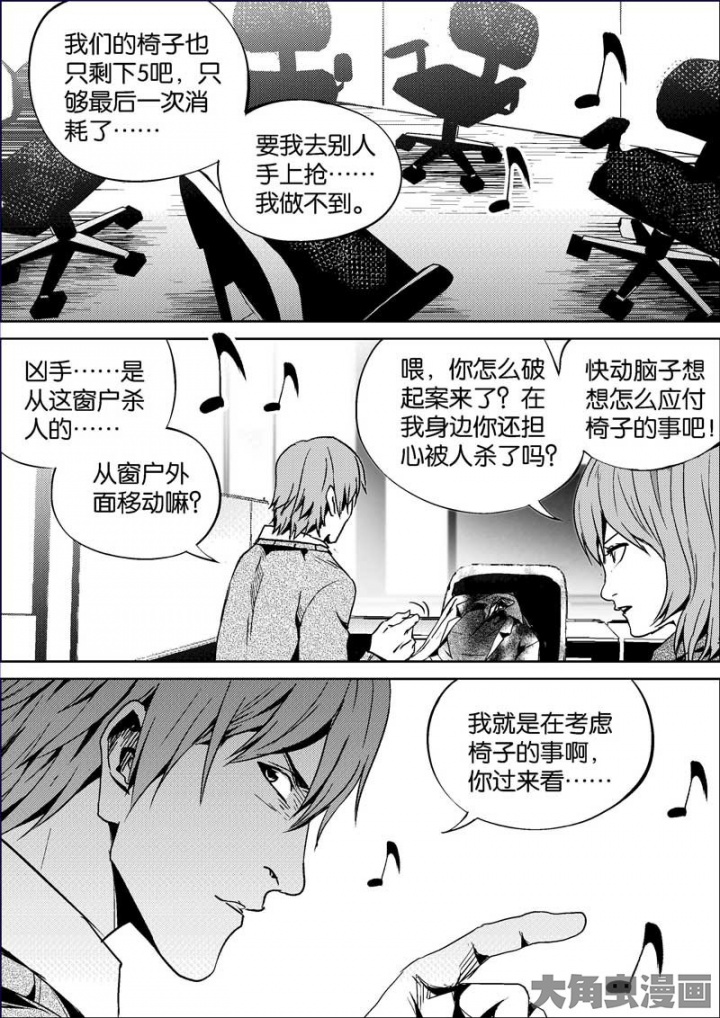 我们的椅子也
只剩下5吧，只
够最后一次消
耗了……
要我去别人
手上抢……
我做不到。
凶手……是
从这窗户杀
人的……
从窗户外
面移动嘛？
喂，你怎么破
起案来了？在
我身边你还担
心被人杀了吗？
快动脑子想
想怎么应付
椅子的事吧！
我就是在考虑
椅子的事啊，
你过来看……
大角虫漫画